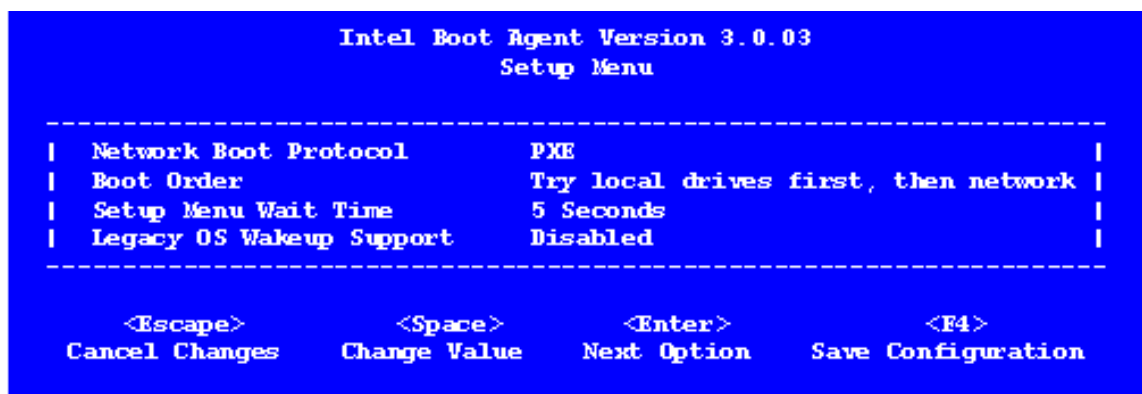 Intel Boot Agent Version 3.0.03
Setup Menu
Network Boot Protocol PXE
Boot Order Try local drives first, then network
Setup Menu Wait Time 5 Seconds
Legacy OS Wakeup Support Disabled
<Escape> <Space> <Enter> <F4>
Cancel Changes Change Value Next Option Save Configuration